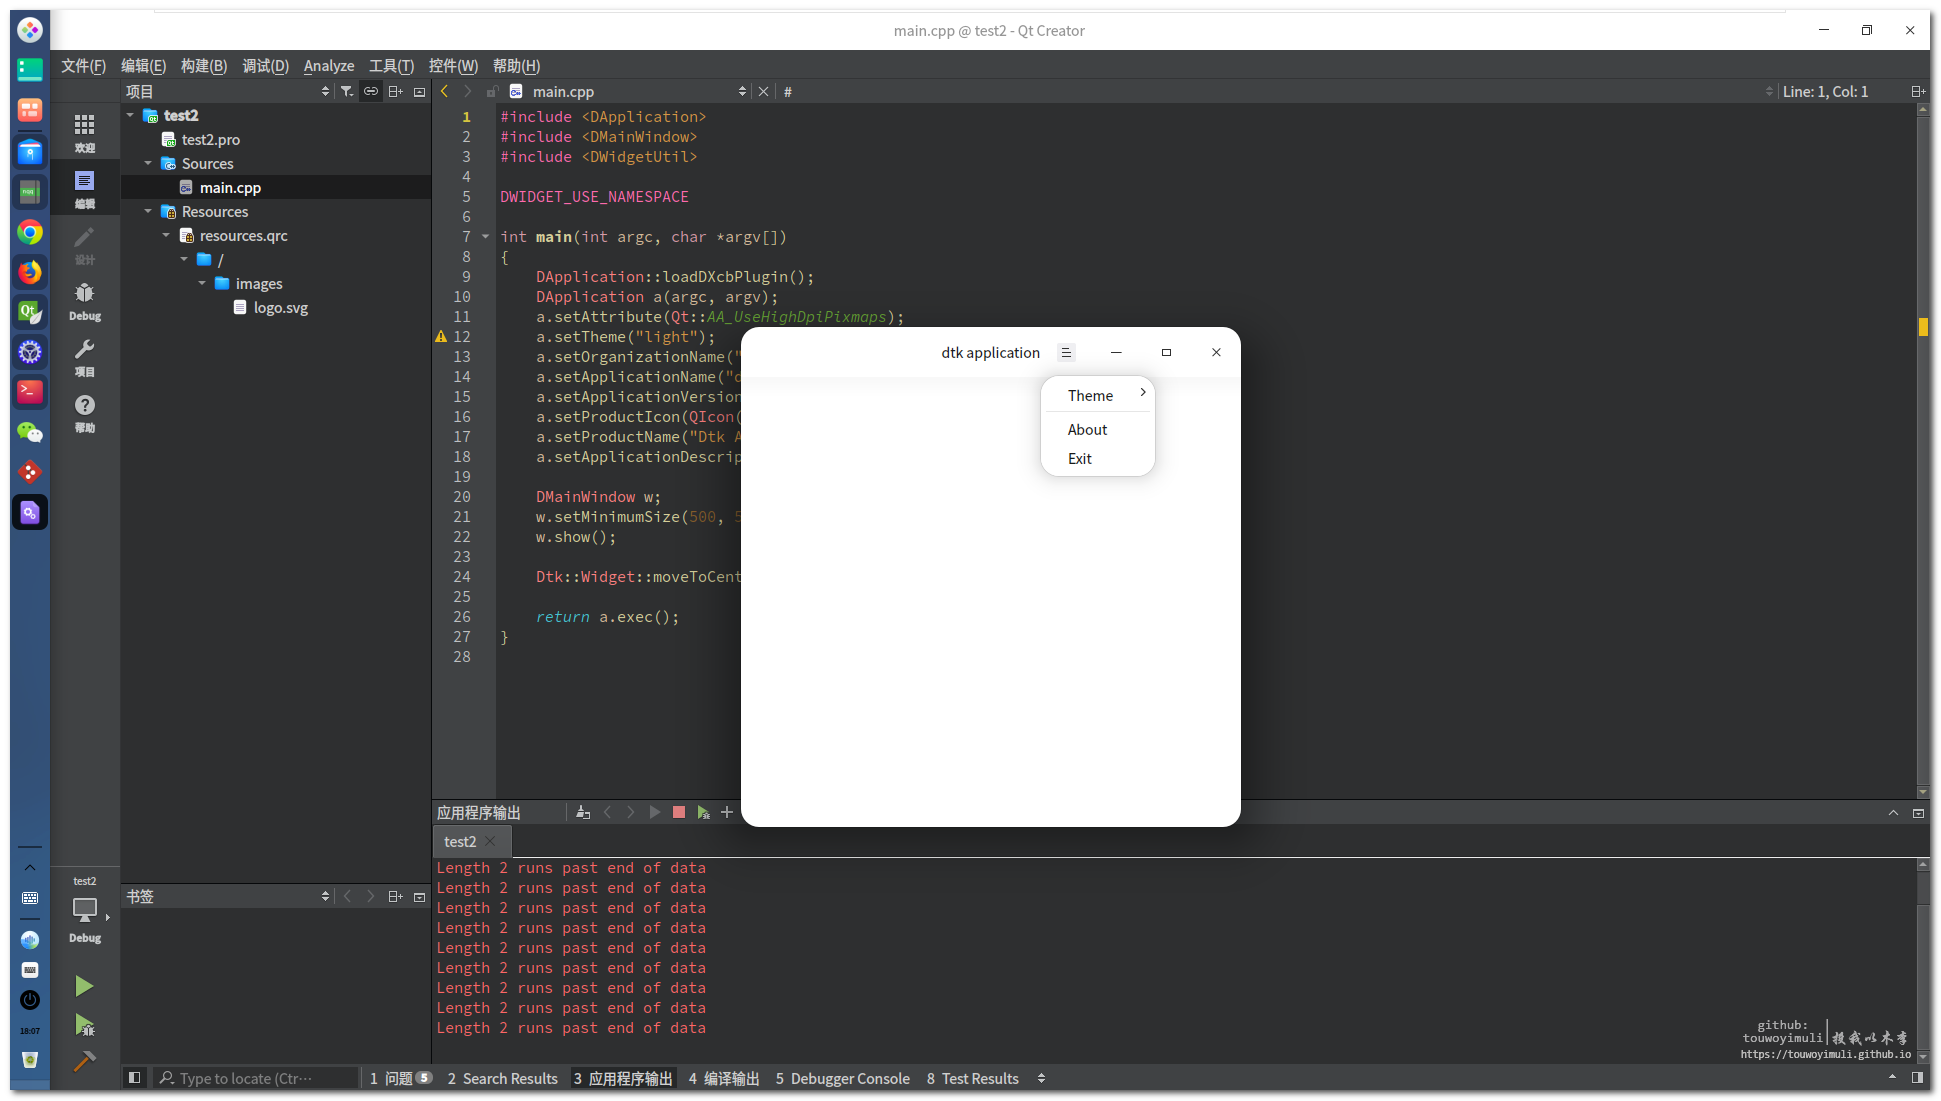 main.cpp @ test2 - Qt Creator
文件(F) 编辑(E) 构建(B) 调试(D) Analyze 工具(T) 控件(W) 帮助(H)
项目
main.cpp
#
Line: 1, Col: 1
欢迎
编辑
设计
Debug
项目
帮助
test2
test2.pro
Sources
main.cpp
Resources
resources.qrc
/
images
logo.svg
1 #include <DApplication>
2 #include <DMainWindow>
3 #include <DWidgetUtil>
4
5 DWIDGET_USE_NAMESPACE
6
7 int main(int argc, char *argv[])
8 {
9 DApplication::loadDXcbPlugin();
10 DApplication a(argc, argv);
11 a.setAttribute(Qt::AA_UseHighDpiPixmaps);
12 a.setTheme("light");
13 a.setOrganizationName("
14 a.setApplicationName("d
15 a.setApplicationVersion
16 a.setProductIcon(QIcon(
17 a.setProductName("Dtk A
18 a.setApplicationDescrip
19
20 DMainWindow w;
21 w.setMinimumSize(500, 5
22 w.show();
23
24 Dtk::Widget::moveToCent
25
26 return a.exec();
27 }
28
dtk application
Theme
About
Exit
应用程序输出
test2
Length 2 runs past end of data
Length 2 runs past end of data
Length 2 runs past end of data
Length 2 runs past end of data
Length 2 runs past end of data
Length 2 runs past end of data
Length 2 runs past end of data
Length 2 runs past end of data
Length 2 runs past end of data
书签
test2
Debug
18:07
github:
touwoyimuli
投我以木李
https://touwoyimuli.github.io
Type to locate (Ctr…
1 问题 5 2 Search Results 3 应用程序输出 4 编译输出 5 Debugger Console 8 Test Results